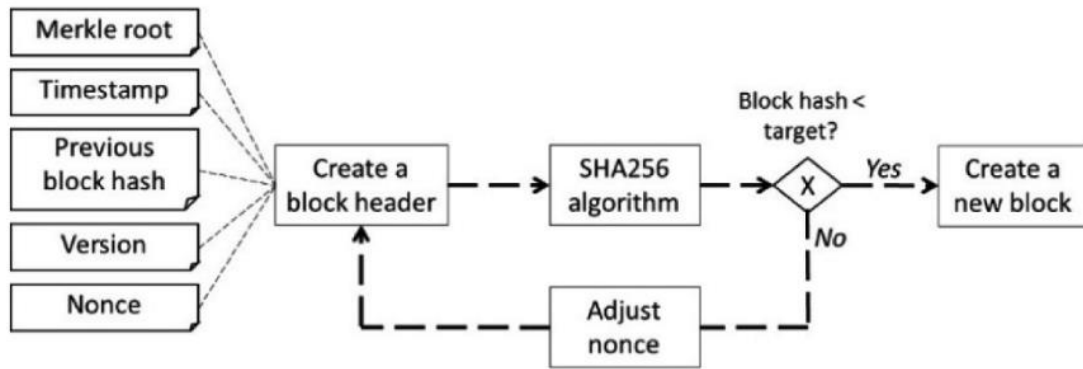 Merkle root
Timestamp
Previous
block hash
Version
Nonce
Create a
block header
SHA256
algorithm
Block hash <
target?
X
Yes
No
Create a
new block
Adjust
nonce